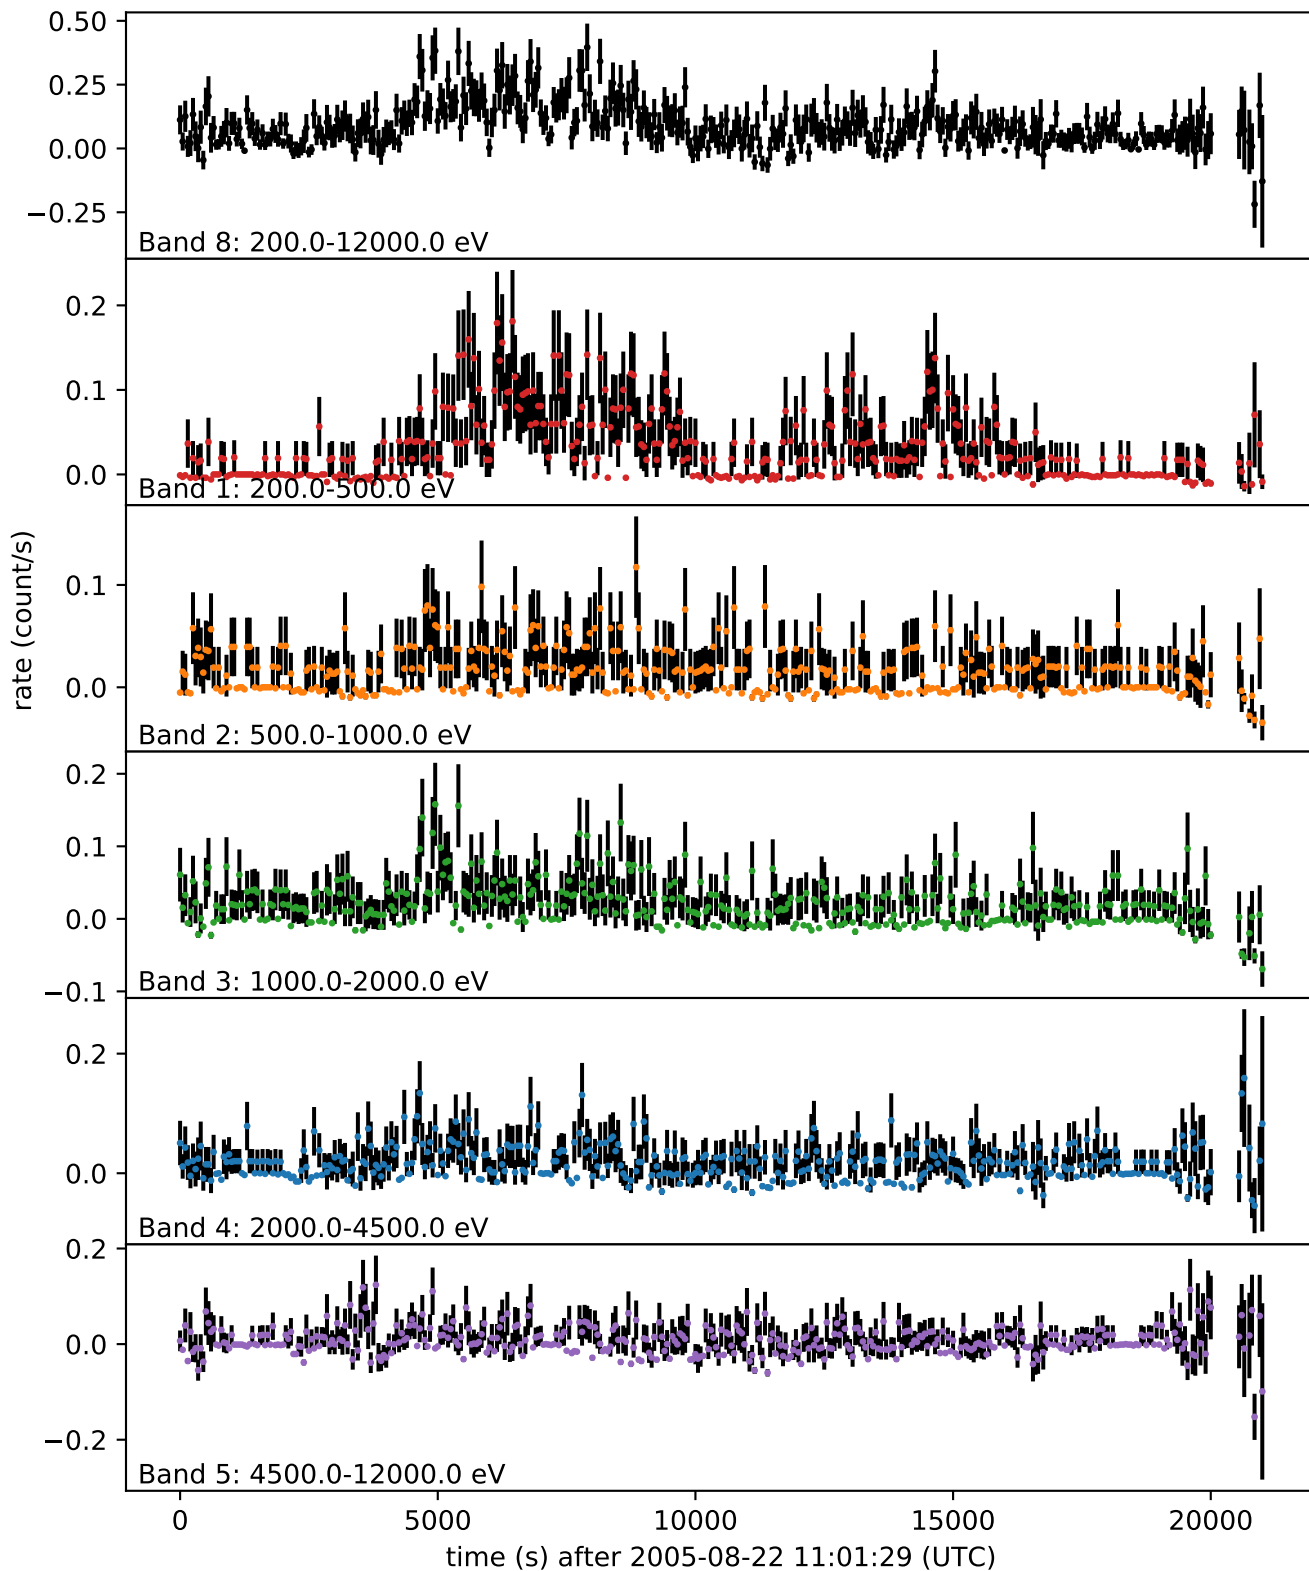 0.50
0.25
0.00
−0.25
Band 8: 200.0-12000.0 eV
0.2
0.1
0.0
Band 1: 200.0-500.0 eV
rate (count/s)
0.1
0.0
Band 2: 500.0-1000.0 eV
0.2
0.1
0.0
−0.1
Band 3: 1000.0-2000.0 eV
0.2
0.0
Band 4: 2000.0-4500.0 eV
0.2
0.0
−0.2
Band 5: 4500.0-12000.0 eV
0 5000 10000 15000 20000
time (s) after 2005-08-22 11:01:29 (UTC)